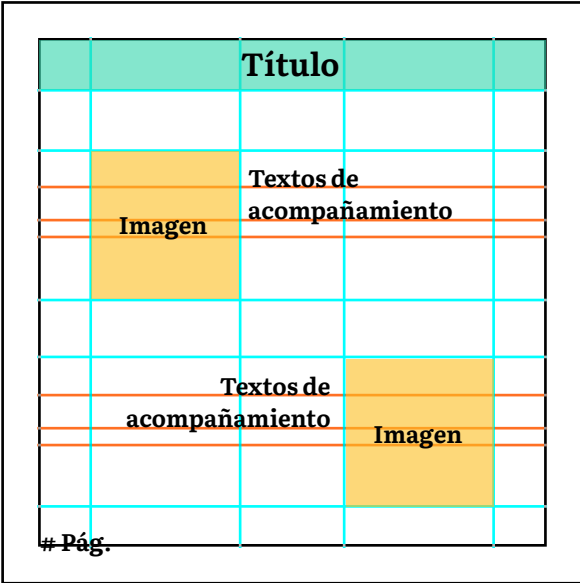 Título
Textos de
acompañamiento
Imagen
Textos de
acompañamiento
Imagen
# Pág.